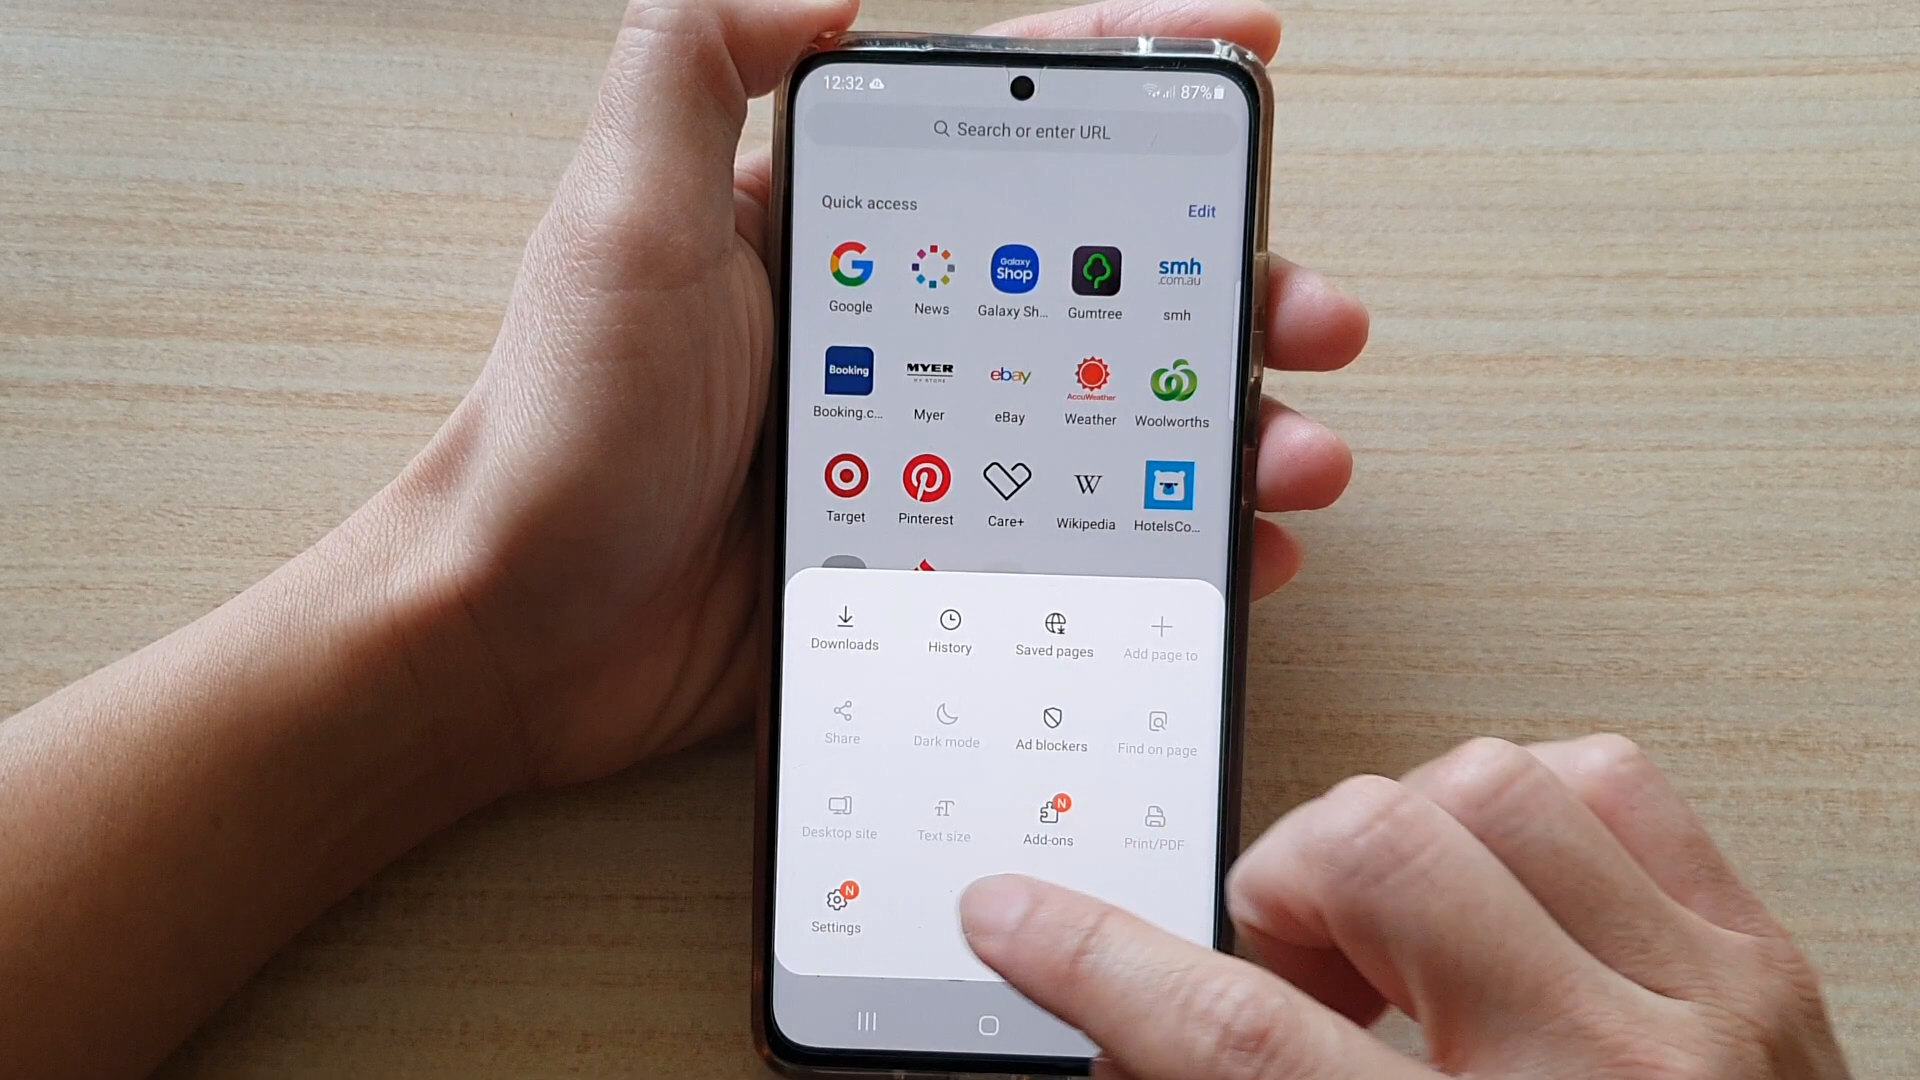 12:32 87%
Search or enter URL
Quick access Edit
Galaxy Shop smh .com.au
Google News Galaxy Sh... Gumtree smh
Booking MYER MY STORE ebay AccuWeather
Booking.c... Myer eBay Weather Woolworths
W
Target Pinterest Care+ Wikipedia HotelsCo...
Downloads History Saved pages Add page to
Share Dark mode Ad blockers Find on page
N
Desktop site Text size Add-ons Print/PDF
N
Settings